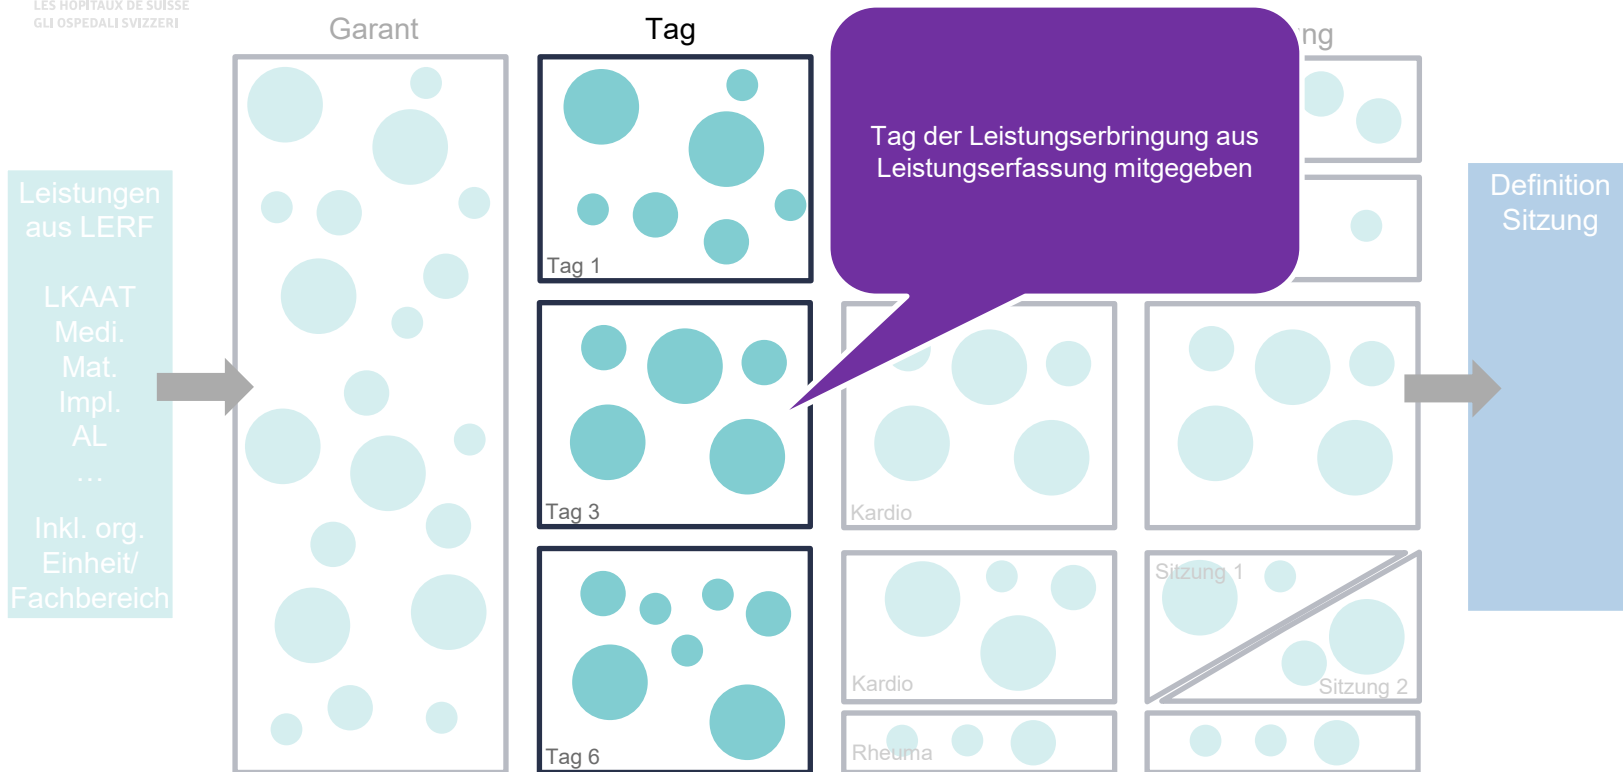 LES HÔPITAUX DE SUISSE
GLI OSPEDALI SVIZZERI
Garant
Tag
Tag der Leistungserbringung aus
Leistungserfassung mitgegeben
Leistungen
aus LERF
LKAAT
Medi.
Mat.
Impl.
AL
...
Inkl. org.
Einheit/
Fachbereich
Tag 1
Tag 3
Tag 6
Kardio
Kardio
Rheuma
Sitzung 1
Sitzung 2
Definition
Sitzung